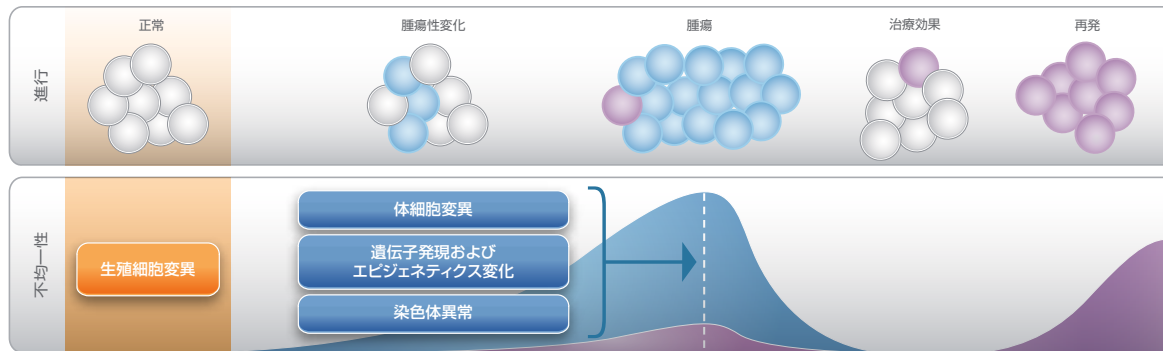 正常
腫瘍性変化
腫瘍
治療効果
再発
進行
不均一性
生殖細胞変異
体細胞変異
遺伝子発現および
エピジェネティクス変化
染色体異常